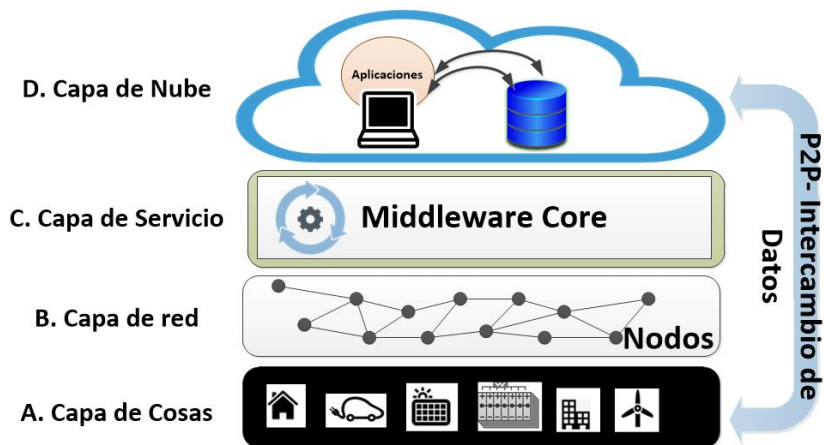 D. Capa de Nube
Aplicaciones
C. Capa de Servicio
Middleware Core
B. Capa de red
Nodos
A. Capa de Cosas
P2P- Intercambio de
Datos